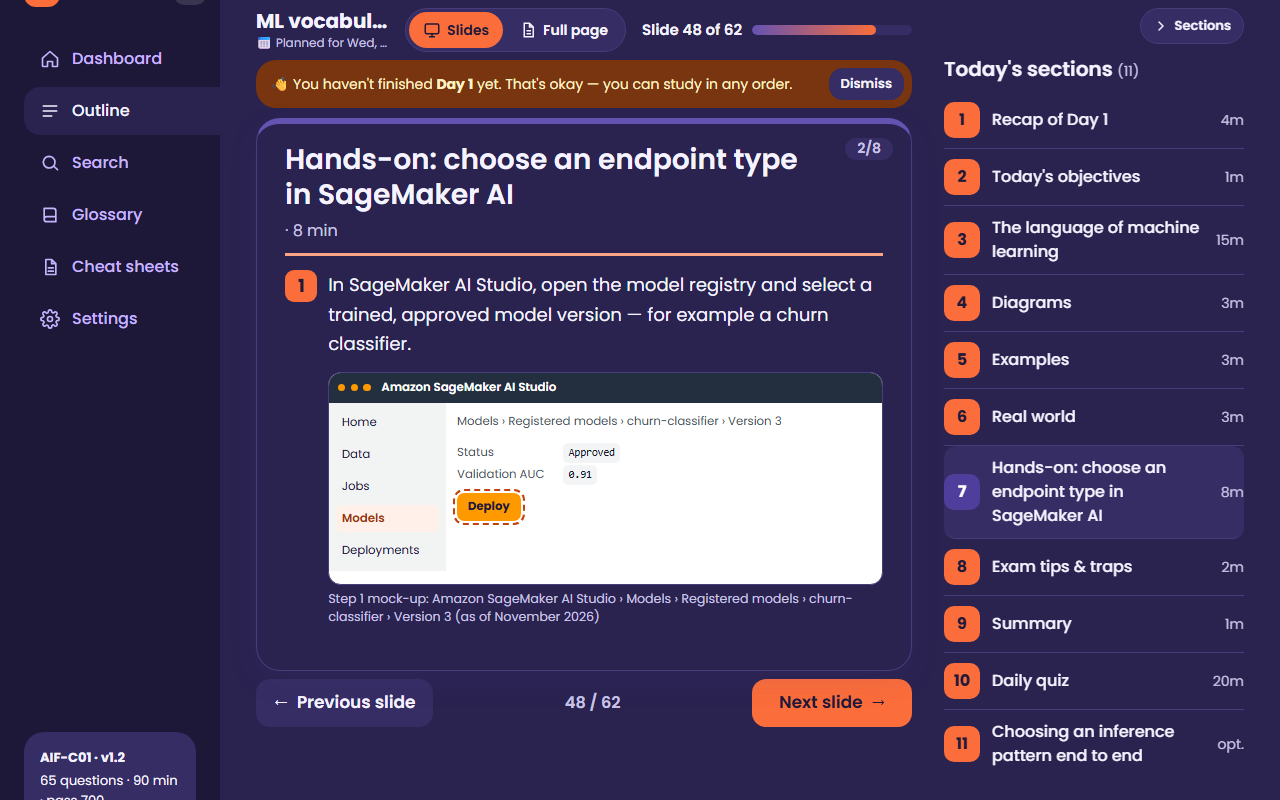 Dashboard
Outline
Search
Glossary
Cheat sheets
Settings
AIF-C01 · v1.2
65 questions · 90 min
· pass 700
ML vocabul...
Planned for Wed, ...
Slides
Full page
Slide 48 of 62
You haven't finished Day 1 yet. That's okay — you can study in any order.
Dismiss
2/8
Hands-on: choose an endpoint type
in SageMaker AI
· 8 min
1
In SageMaker AI Studio, open the model registry and select a
trained, approved model version — for example a churn
classifier.
Amazon SageMaker AI Studio
Home
Data
Jobs
Models
Deployments
Models › Registered models › churn-classifier › Version 3
Status Approved
Validation AUC 0.91
Deploy
Step 1 mock-up: Amazon SageMaker AI Studio › Models › Registered models › churn-
classifier › Version 3 (as of November 2026)
← Previous slide
48 / 62
Next slide →
› Sections
Today's sections (11)
1 Recap of Day 1 4m
2 Today's objectives 1m
3 The language of machine
learning 15m
4 Diagrams 3m
5 Examples 3m
6 Real world 3m
7 Hands-on: choose an
endpoint type in
SageMaker AI 8m
8 Exam tips & traps 2m
9 Summary 1m
10 Daily quiz 20m
11 Choosing an inference
pattern end to end opt.